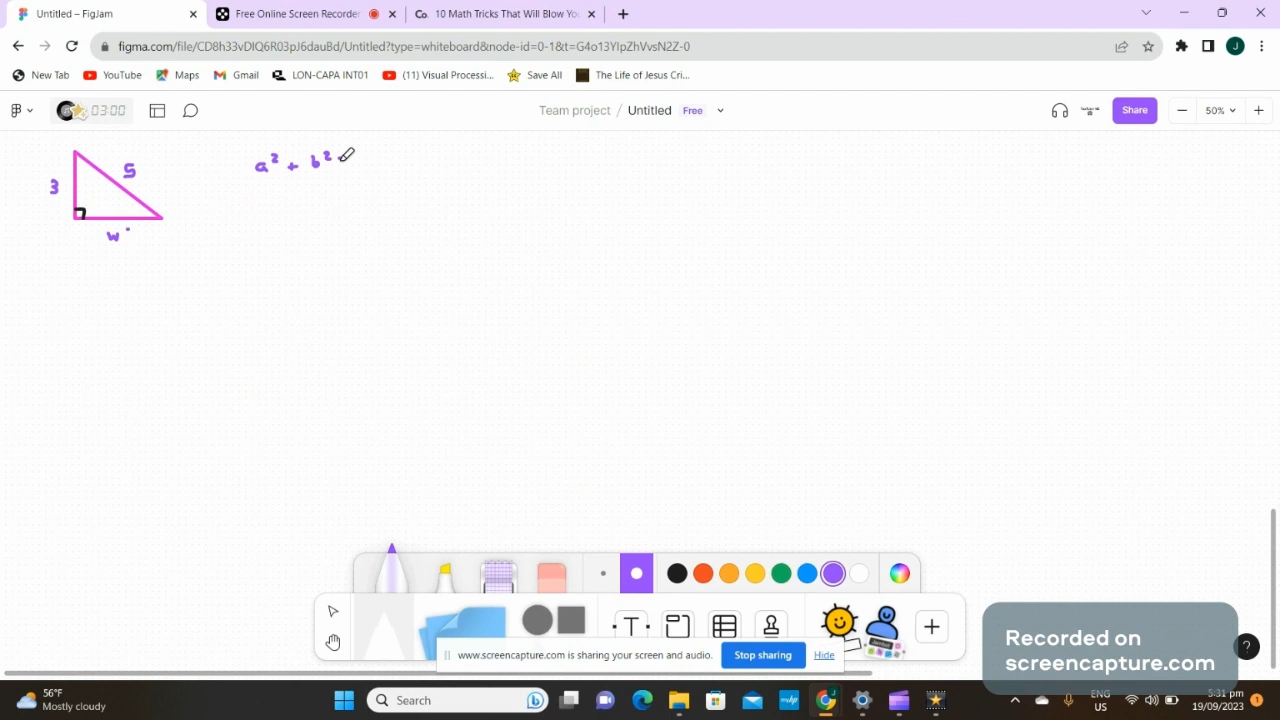 Untitled – FigJam
Free Online Screen Recorder
10 Math Tricks That Will Blow Yo
figma.com/file/CD8h33vDIQ6R03pJ6dauBd/Untitled?type=whiteboard&node-id=0-1&t=G4o13YIpZhVvsN2Z-0
New Tab
YouTube
Maps
Gmail
LON-CAPA INT01
(11) Visual Processi...
Save All
The Life of Jesus Cri...
03:00
Team project / Untitled
Free
Share
50%
3
5
w
a² + b²
T
www.screencapture.com is sharing your screen and audio.
Stop sharing
Hide
Recorded on
screencapture.com
56°F
Mostly cloudy
Search
ENG
US
5:31 pm
19/09/2023